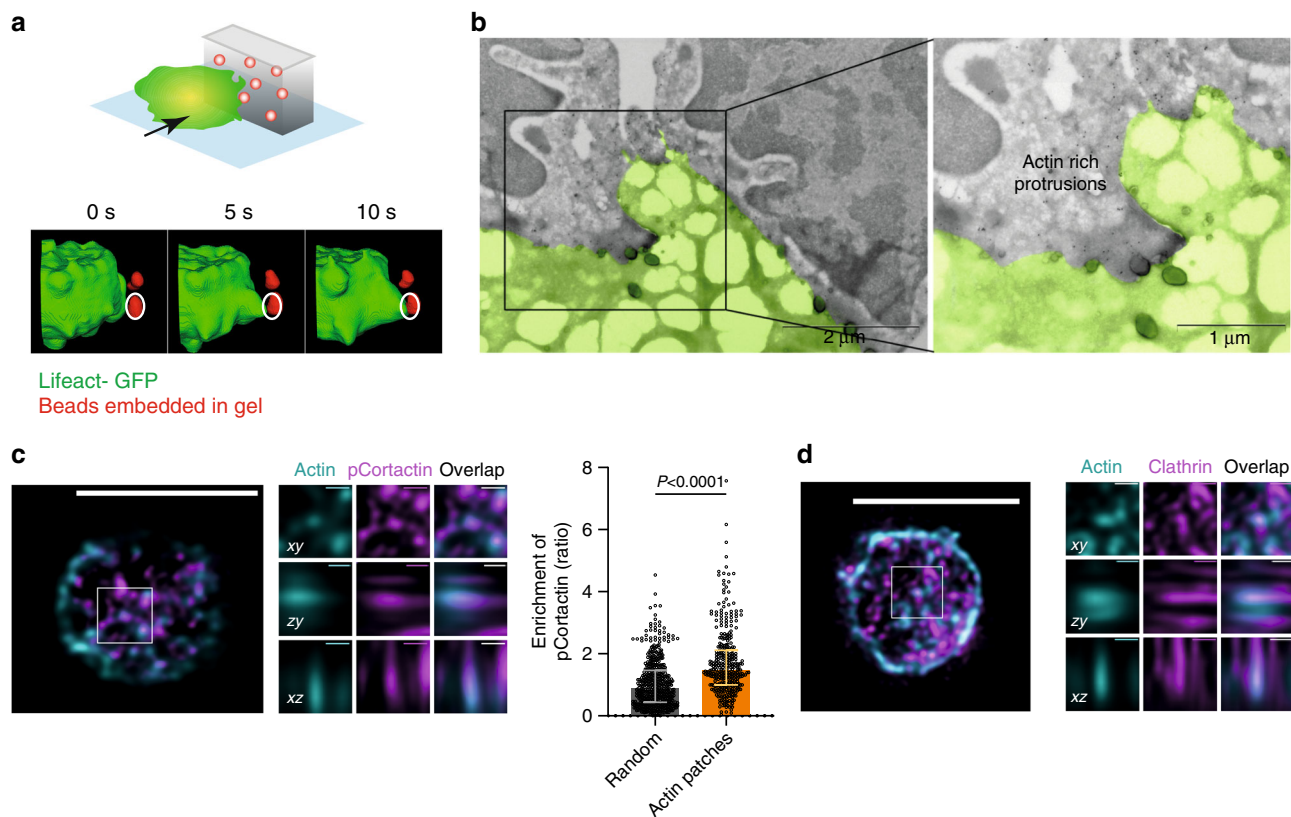 a
0 s 5 s 10 s
Lifeact- GFP
Beads embedded in gel
b
Actin rich
protrusions
2 μm
1 μm
c
Actin pCortactin Overlap
xy
zy
xz
Enrichment of
pCortactin (ratio)
8
6
4
2
0
P<0.0001
Random
Actin patches
d
Actin Clathrin Overlap
xy
zy
xz